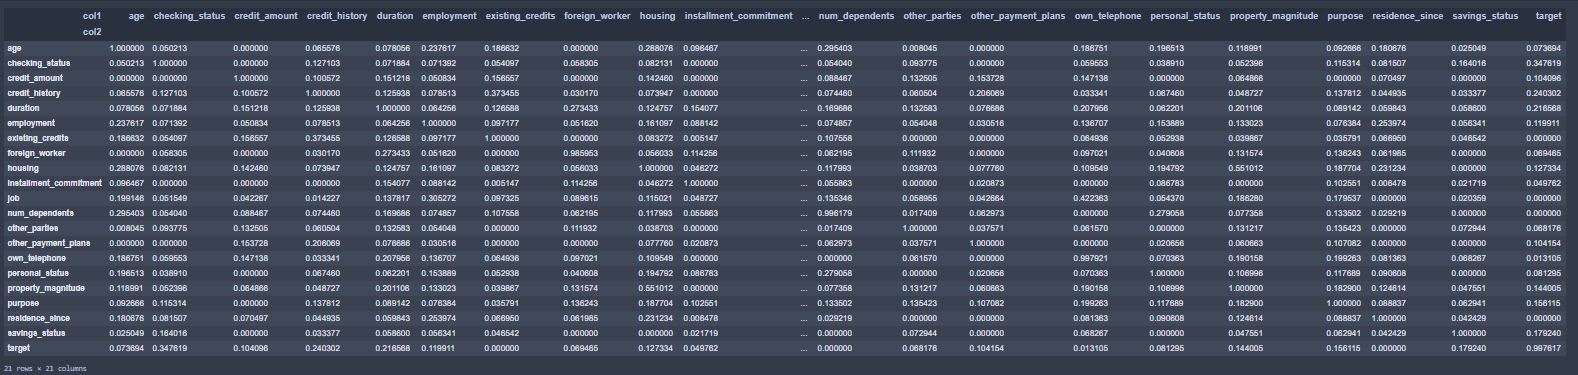 col1 age checking_status credit_amount credit_history duration employment existing_credits foreign_worker housing installment_commitment ... num_dependents other_parties other_payment_plans own_telephone personal_status property_magnitude purpose residence_since savings_status target
col2
age 1.000000 0.050213 0.000000 0.065576 0.078056 0.237617 0.186632 0.000000 0.288076 0.096467 ... 0.295403 0.008045 0.000000 0.186751 0.196513 0.118991 0.092666 0.180676 0.025049 0.073694
checking_status 0.050213 1.000000 0.000000 0.127103 0.071884 0.071392 0.054097 0.058305 0.082131 0.000000 ... 0.054040 0.093775 0.000000 0.059553 0.038910 0.052396 0.115314 0.081507 0.164016 0.347619
credit_amount 0.000000 0.000000 1.000000 0.100572 0.151218 0.050834 0.156557 0.000000 0.142460 0.000000 ... 0.088467 0.132505 0.153728 0.147138 0.000000 0.064866 0.000000 0.070497 0.000000 0.104096
credit_history 0.065576 0.127103 0.100572 1.000000 0.125938 0.078513 0.373455 0.030170 0.073947 0.000000 ... 0.074460 0.060504 0.206069 0.033341 0.067460 0.048727 0.137812 0.044935 0.033377 0.240302
duration 0.078056 0.071884 0.151218 0.125938 1.000000 0.064256 0.126588 0.273433 0.124757 0.154077 ... 0.169686 0.132583 0.076686 0.207956 0.062201 0.201106 0.089142 0.059843 0.058600 0.216568
employment 0.237617 0.071392 0.050834 0.078513 0.064256 1.000000 0.097177 0.051620 0.161097 0.088142 ... 0.074857 0.054048 0.030516 0.136707 0.153889 0.133023 0.076384 0.253974 0.056341 0.119911
existing_credits 0.186632 0.054097 0.156557 0.373455 0.126588 0.097177 1.000000 0.000000 0.083272 0.005147 ... 0.107558 0.000000 0.000000 0.064936 0.052938 0.039867 0.035791 0.066950 0.046542 0.000000
foreign_worker 0.000000 0.058305 0.000000 0.030170 0.273433 0.051620 0.000000 0.985953 0.056033 0.114256 ... 0.062195 0.111932 0.000000 0.097021 0.040608 0.131574 0.136243 0.061985 0.000000 0.069465
housing 0.288076 0.082131 0.142460 0.073947 0.124757 0.161097 0.083272 0.056033 1.000000 0.046272 ... 0.117993 0.038703 0.077760 0.109549 0.194792 0.551012 0.187704 0.231234 0.000000 0.127334
installment_commitment 0.096467 0.000000 0.000000 0.000000 0.154077 0.088142 0.005147 0.114256 0.046272 1.000000 ... 0.055863 0.000000 0.020873 0.000000 0.086783 0.000000 0.102551 0.006478 0.021719 0.049762
job 0.199146 0.051549 0.042267 0.014227 0.137817 0.305272 0.097325 0.089615 0.115021 0.048727 ... 0.135346 0.058955 0.042664 0.422363 0.054370 0.186280 0.179537 0.000000 0.020359 0.000000
num_dependents 0.295403 0.054040 0.088467 0.074460 0.169686 0.074857 0.107558 0.062195 0.117993 0.055863 ... 0.996179 0.017409 0.062973 0.000000 0.279058 0.077358 0.133502 0.029219 0.000000 0.000000
other_parties 0.008045 0.093775 0.132505 0.060504 0.132583 0.054048 0.000000 0.111932 0.038703 0.000000 ... 0.017409 1.000000 0.037571 0.061570 0.000000 0.131217 0.135423 0.000000 0.072944 0.068176
other_payment_plans 0.000000 0.000000 0.153728 0.206069 0.076686 0.030516 0.000000 0.000000 0.077760 0.020873 ... 0.062973 0.037571 1.000000 0.000000 0.020656 0.060663 0.107082 0.000000 0.000000 0.104154
own_telephone 0.186751 0.059553 0.147138 0.033341 0.207956 0.136707 0.064936 0.097021 0.109549 0.000000 ... 0.000000 0.061570 0.000000 0.997921 0.070363 0.190158 0.199263 0.081363 0.068267 0.013105
personal_status 0.196513 0.038910 0.000000 0.067460 0.062201 0.153889 0.052938 0.040608 0.194792 0.086783 ... 0.279058 0.000000 0.020656 0.070363 1.000000 0.106996 0.117689 0.090608 0.000000 0.081295
property_magnitude 0.118991 0.052396 0.064866 0.048727 0.201106 0.133023 0.039867 0.131574 0.551012 0.000000 ... 0.077358 0.131217 0.060663 0.190158 0.106996 1.000000 0.182900 0.124614 0.047551 0.144005
purpose 0.092666 0.115314 0.000000 0.137812 0.089142 0.076384 0.035791 0.136243 0.187704 0.102551 ... 0.133502 0.135423 0.107082 0.199263 0.117689 0.182900 1.000000 0.088837 0.062941 0.156115
residence_since 0.180676 0.081507 0.070497 0.044935 0.059843 0.253974 0.066950 0.061985 0.231234 0.006478 ... 0.029219 0.000000 0.000000 0.081363 0.090608 0.124614 0.088837 1.000000 0.042429 0.000000
savings_status 0.025049 0.164016 0.000000 0.033377 0.058600 0.056341 0.046542 0.000000 0.000000 0.021719 ... 0.000000 0.072944 0.000000 0.068267 0.000000 0.047551 0.062941 0.042429 1.000000 0.179240
target 0.073694 0.347619 0.104096 0.240302 0.216568 0.119911 0.000000 0.069465 0.127334 0.049762 ... 0.000000 0.068176 0.104154 0.013105 0.081295 0.144005 0.156115 0.000000 0.179240 0.997617
21 rows × 21 columns